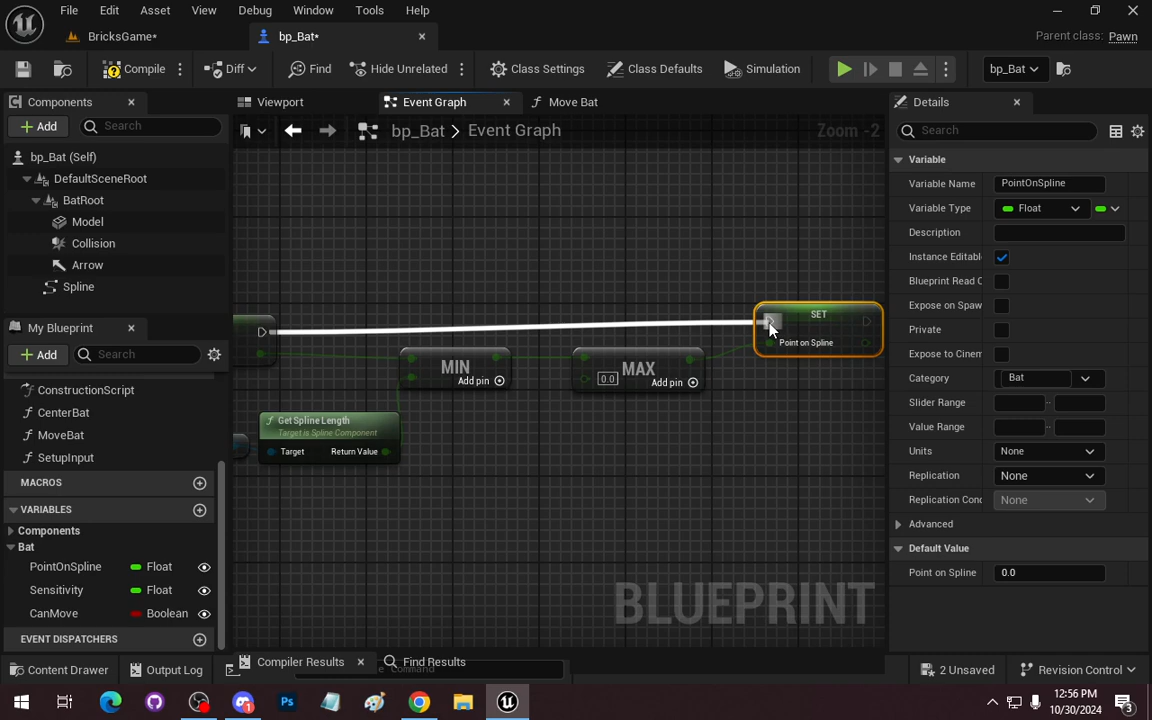 File Edit Asset View Debug Window Tools Help
BricksGame* bp_Bat* Parent class: Pawn
Compile Diff Find Hide Unrelated Class Settings Class Defaults Simulation bp_Bat
Components Viewport Event Graph Move Bat Details
Add Search bp_Bat > Event Graph Zoom -2 Search
bp_Bat (Self) Variable
DefaultSceneRoot Variable Name PointOnSpline
BatRoot Variable Type Float
Model Description
Collision Instance Editabl
Arrow Blueprint Read C
Spline Expose on Spaw
My Blueprint SET Private
Point on Spline
Add Search MIN MAX Expose to Cinem
Add pin 0.0 Add pin
ConstructionScript Category Bat
CenterBat Get Spline Length Slider Range
Target is Spline Component
MoveBat Value Range
SetupInput Target Return Value Units None
MACROS Replication None
VARIABLES Replication Conc None
Components Advanced
Bat Default Value
PointOnSpline Float Point on Spline 0.0
Sensitivity Float
CanMove Boolean BLUEPRINT
EVENT DISPATCHERS
Content Drawer Output Log Compiler Results Find Results 2 Unsaved Revision Control
12:56 PM
10/30/2024
3